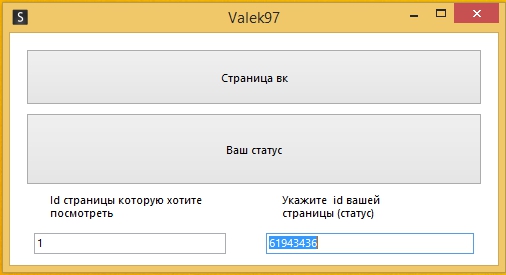 S
Valek97
Страница вк
Ваш статус
Id страницы которую хотите
посмотреть
Укажите id вашей
страницы (статус)
1
61943436